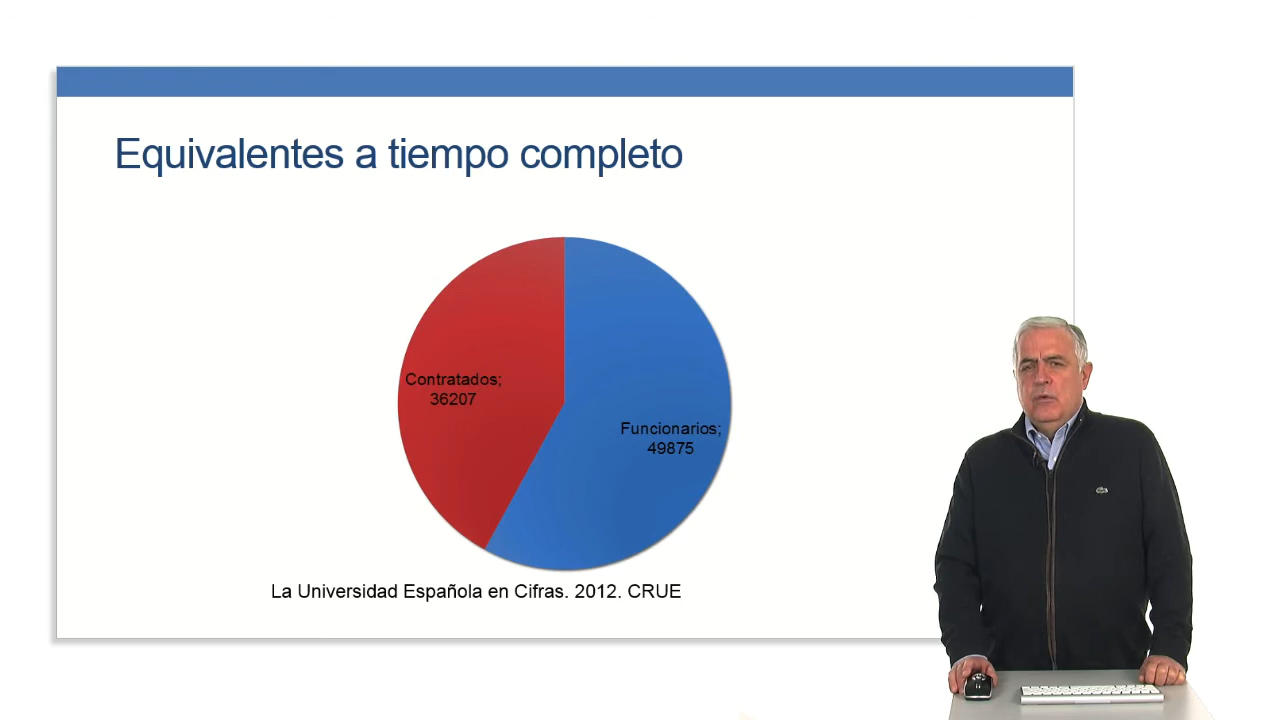 Equivalentes a tiempo completo
Contratados;
36207
Funcionarios;
49875
La Universidad Española en Cifras. 2012. CRUE